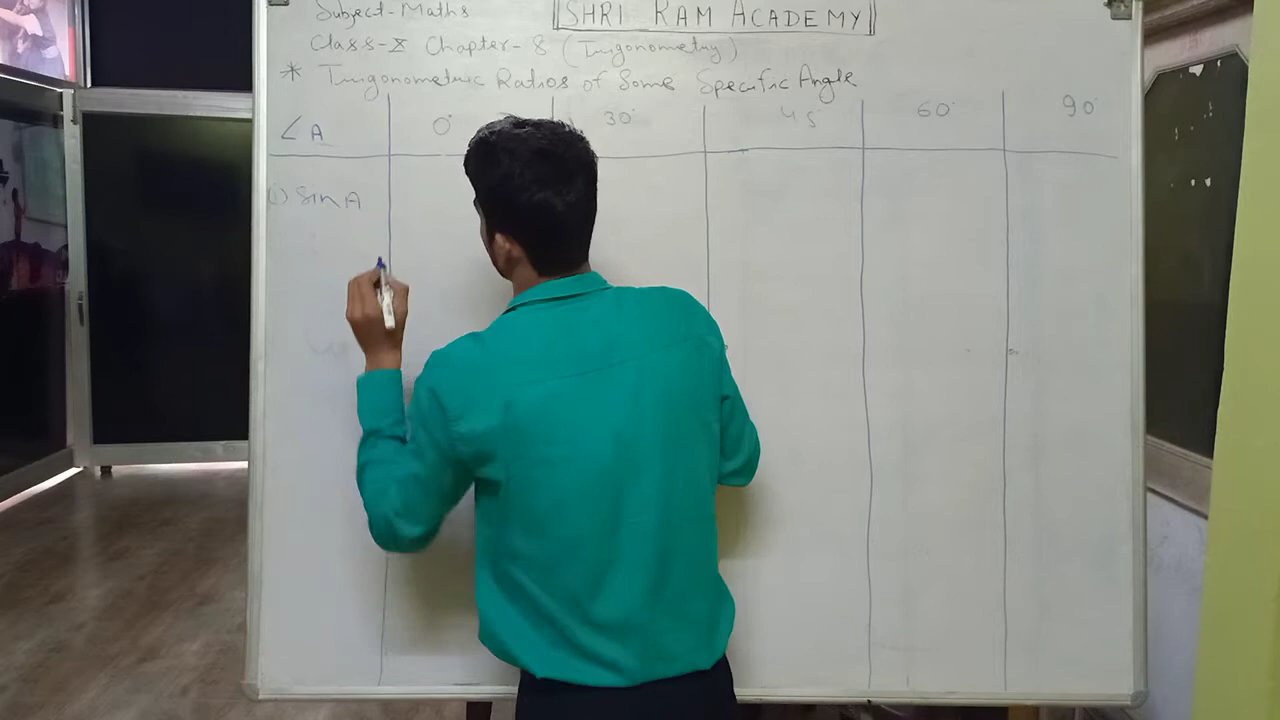 Subject-Maths SHRI RAM ACADEMY
Class-X Chapter-8 (Trigonometry)
* Trigonometric Ratios of Some Specific Angle
∠A 0° 30° 45 60° 90°
(i) Sin A